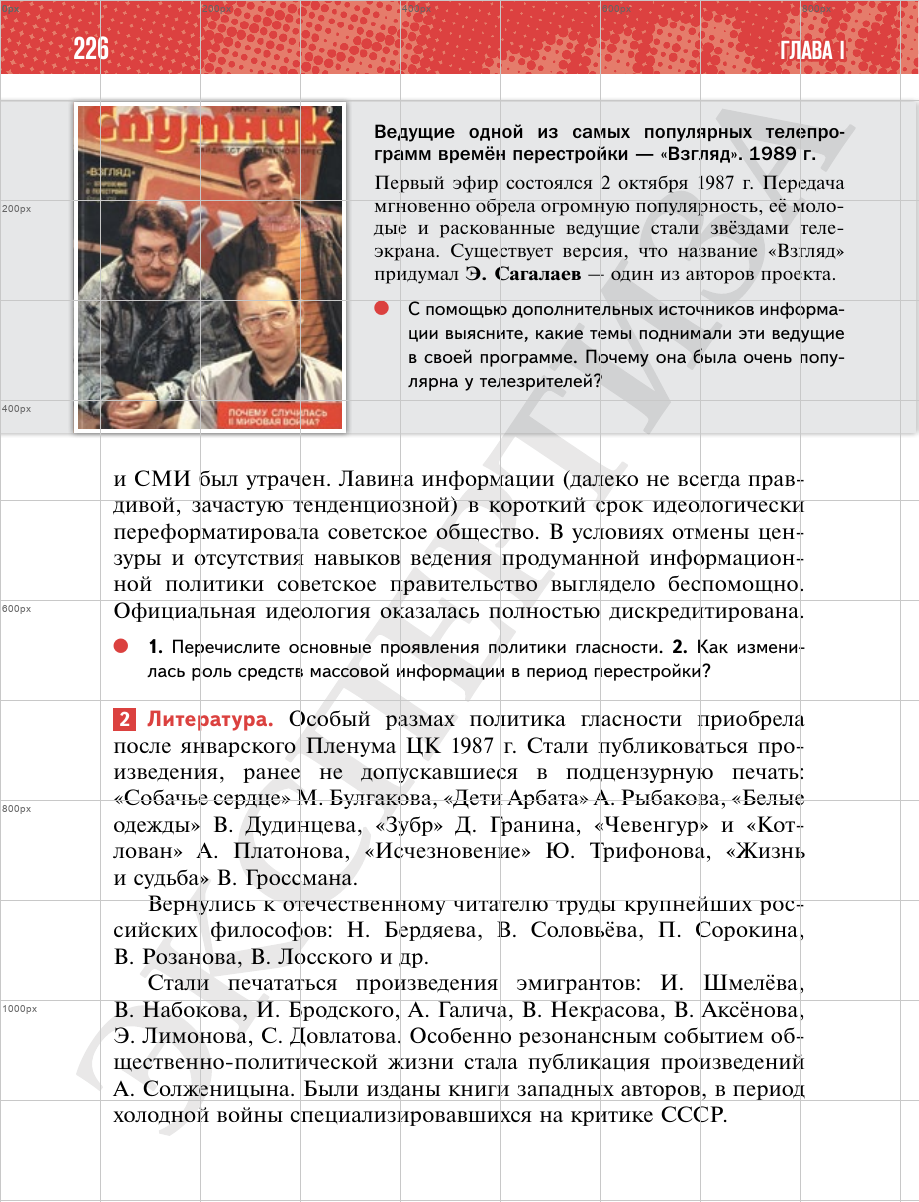 226
ГЛАВА I
Спутник
ДАЙДЖЕСТ СОВЕТСКОЙ ПРЕССЫ
«ВЗГЛЯД»
ПОЧЕМУ СЛУЧИЛАСЬ
II МИРОВАЯ ВОЙНА?
Ведущие одной из самых популярных телепро-
грамм времён перестройки — «Взгляд». 1989 г.
Первый эфир состоялся 2 октября 1987 г. Передача
мгновенно обрела огромную популярность, её моло-
дые и раскованные ведущие стали звёздами теле-
экрана. Существует версия, что название «Взгляд»
придумал Э. Сагалаев — один из авторов проекта.
С помощью дополнительных источников информа-
ции выясните, какие темы поднимали эти ведущие
в своей программе. Почему она была очень попу-
лярна у телезрителей?
и СМИ был утрачен. Лавина информации (далеко не всегда прав-
дивой, зачастую тенденциозной) в короткий срок идеологически
переформатировала советское общество. В условиях отмены цен-
зуры и отсутствия навыков ведения продуманной информацион-
ной политики советское правительство выглядело беспомощно.
Официальная идеология оказалась полностью дискредитирована.
1. Перечислите основные проявления политики гласности. 2. Как измени-
лась роль средств массовой информации в период перестройки?
2 Литература. Особый размах политика гласности приобрела
после январского Пленума ЦК 1987 г. Стали публиковаться про-
изведения, ранее не допускавшиеся в подцензурную печать:
«Собачье сердце» М. Булгакова, «Дети Арбата» А. Рыбакова, «Белые
одежды» В. Дудинцева, «Зубр» Д. Гранина, «Чевенгур» и «Кот-
лован» А. Платонова, «Исчезновение» Ю. Трифонова, «Жизнь
и судьба» В. Гроссмана.
Вернулись к отечественному читателю труды крупнейших рос-
сийских философов: Н. Бердяева, В. Соловьёва, П. Сорокина,
В. Розанова, В. Лосского и др.
Стали печататься произведения эмигрантов: И. Шмелёва,
В. Набокова, И. Бродского, А. Галича, В. Некрасова, В. Аксёнова,
Э. Лимонова, С. Довлатова. Особенно резонансным событием об-
щественно-политической жизни стала публикация произведений
А. Солженицына. Были изданы книги западных авторов, в период
холодной войны специализировавшихся на критике СССР.
ЭКСПЕРТИЗА
200px
400px
600px
800px
1000px